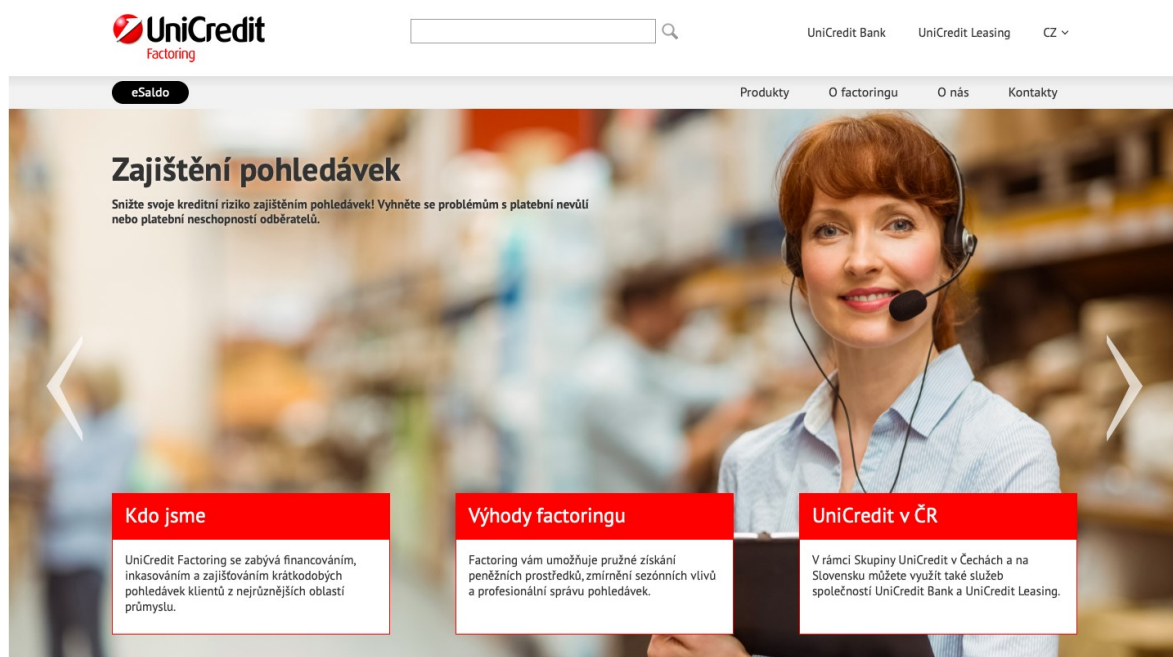 UniCredit
Factoring
UniCredit Bank
UniCredit Leasing
CZ
eSaldo
Produkty
O factoringu
O nás
Kontakty
Zajištění pohledávek
Snižte svoje kreditní riziko zajištěním pohledávek! Vyhněte se problémům s platební nevůlí
nebo platební neschopností odběratelů.
Kdo jsme
UniCredit Factoring se zabývá financováním,
inkasováním a zajišťováním krátkodobých
pohledávek klientů z nejrůznějších oblastí
průmyslu.
Výhody factoringu
Factoring vám umožňuje pružné získání
peněžních prostředků, zmírnění sezónních vlivů
a profesionální správu pohledávek.
UniCredit v ČR
V rámci Skupiny UniCredit v Čechách a na
Slovensku můžete využít také služeb
společností UniCredit Bank a UniCredit Leasing.